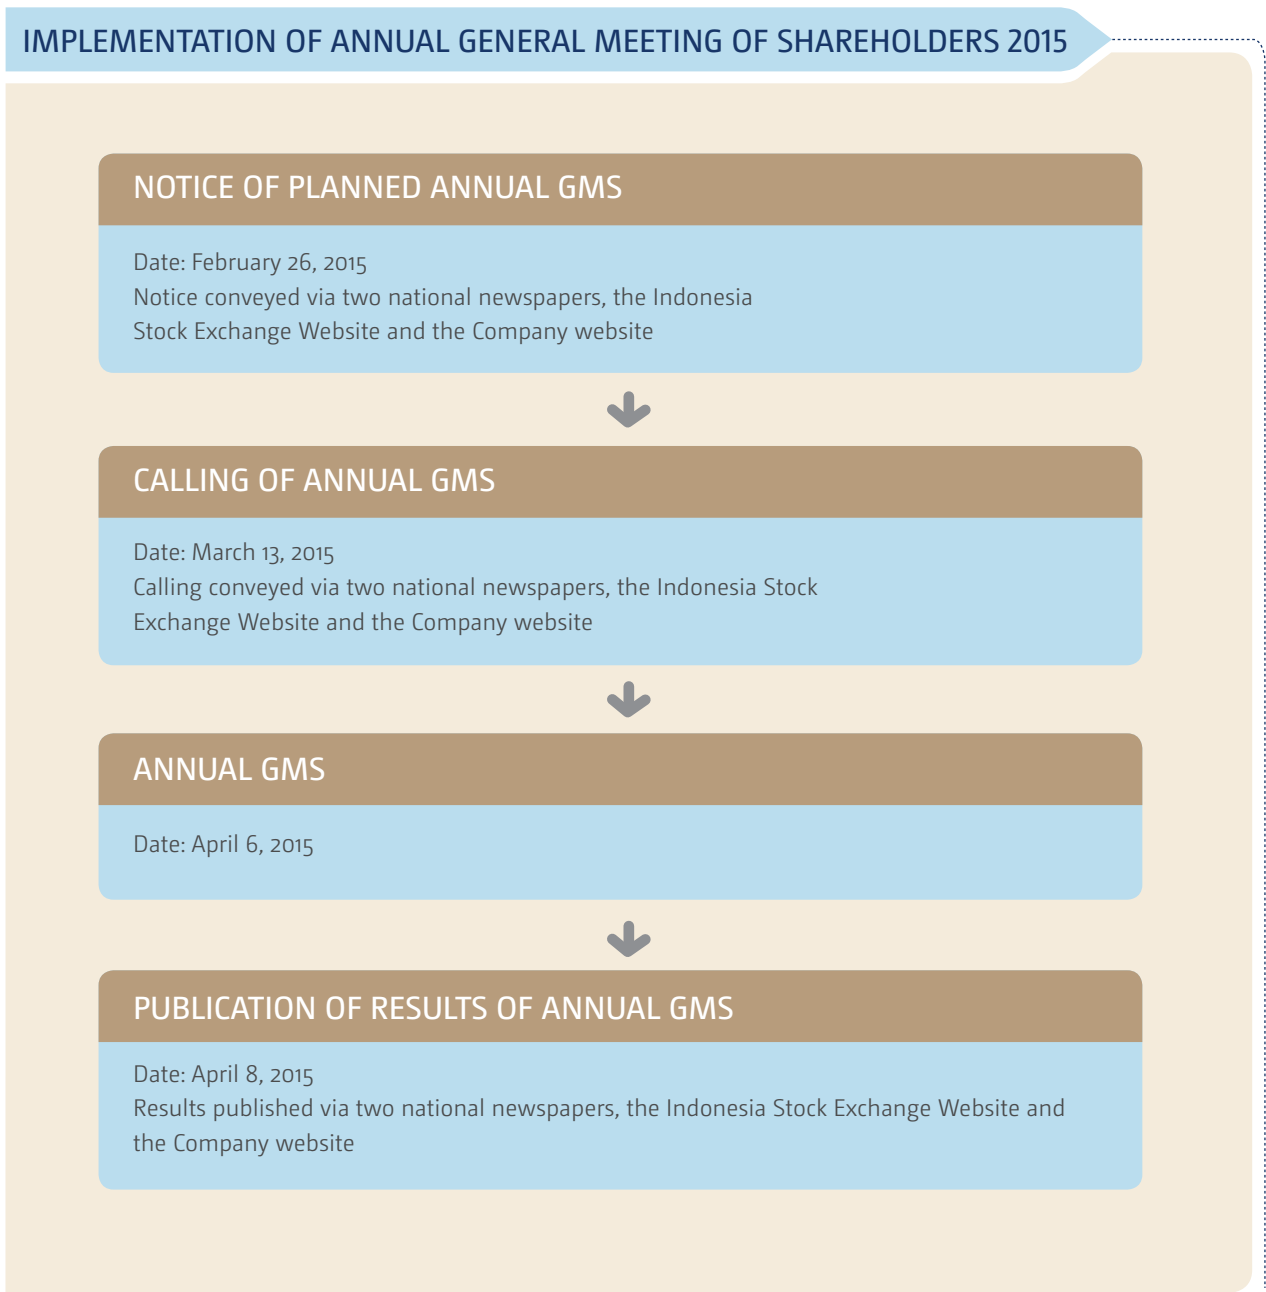 IMPLEMENTATION OF ANNUAL GENERAL MEETING OF SHAREHOLDERS 2015
NOTICE OF PLANNED ANNUAL GMS
Date: February 26, 2015
Notice conveyed via two national newspapers, the Indonesia
Stock Exchange Website and the Company website
CALLING OF ANNUAL GMS
Date: March 13, 2015
Calling conveyed via two national newspapers, the Indonesia Stock
Exchange Website and the Company website
ANNUAL GMS
Date: April 6, 2015
PUBLICATION OF RESULTS OF ANNUAL GMS
Date: April 8, 2015
Results published via two national newspapers, the Indonesia Stock Exchange Website and
the Company website